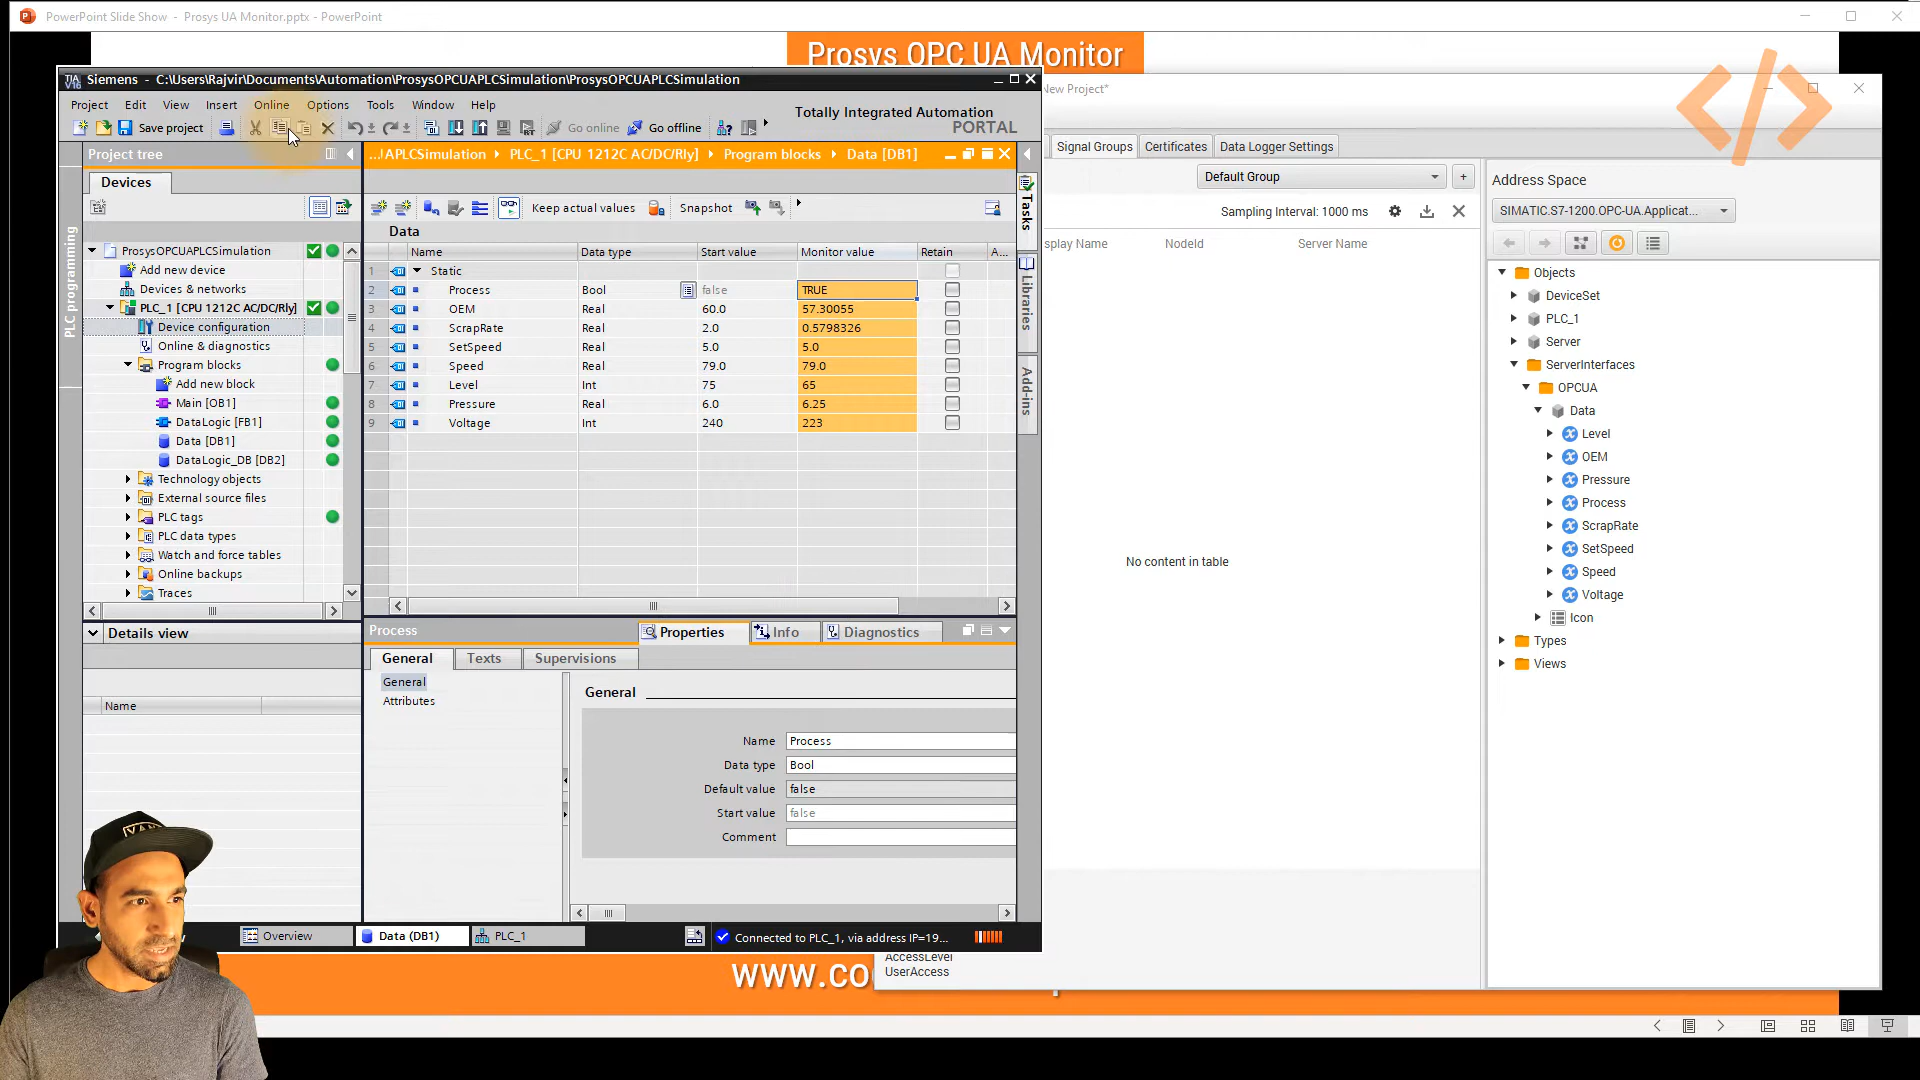 PowerPoint Slide Show - Prosys UA Monitor.pptx - PowerPoint
Prosys OPC UA Monitor
Siemens - C:\Users\Rajvir\Documents\Automation\ProsysOPCUAPLCSimulation\ProsysOPCUAPLCSimulation
Project Edit View Insert Online Options Tools Window Help
Totally Integrated Automation
PORTAL
Save project
Go online
Go offline
Project tree
Devices
PLC programming
ProsysOPCUAPLCSimulation
Add new device
Devices & networks
PLC_1 [CPU 1212C AC/DC/Rly]
Device configuration
Online & diagnostics
Program blocks
Add new block
Main [OB1]
DataLogic [FB1]
Data [DB1]
DataLogic_DB [DB2]
Technology objects
External source files
PLC tags
PLC data types
Watch and force tables
Online backups
Traces
Details view
Name
...!APLCSimulation PLC_1 [CPU 1212C AC/DC/Rly] Program blocks Data [DB1]
Keep actual values Snapshot
Data
Name Data type Start value Monitor value Retain A...
1 Static
2 Process Bool false TRUE
3 OEM Real 60.0 57.30055
4 ScrapRate Real 2.0 0.5798326
5 SetSpeed Real 5.0 5.0
6 Speed Real 79.0 79.0
7 Level Int 75 65
8 Pressure Real 6.0 6.25
9 Voltage Int 240 223
Tasks
Libraries
Add-ins
Process
Properties Info Diagnostics
General Texts Supervisions
General
Attributes
General
Name Process
Data type Bool
Default value false
Start value false
Comment
Overview
Data (DB1)
PLC_1
Connected to PLC_1, via address IP=19...
New Project*
Signal Groups Certificates Data Logger Settings
Default Group +
Sampling Interval: 1000 ms
splay Name NodeId Server Name
No content in table
Address Space
SIMATIC.S7-1200.OPC-UA.Applicat...
Objects
DeviceSet
PLC_1
Server
ServerInterfaces
OPCUA
Data
Level
OEM
Pressure
Process
ScrapRate
SetSpeed
Speed
Voltage
Icon
Types
Views
AccessLevel
UserAccess
www.co